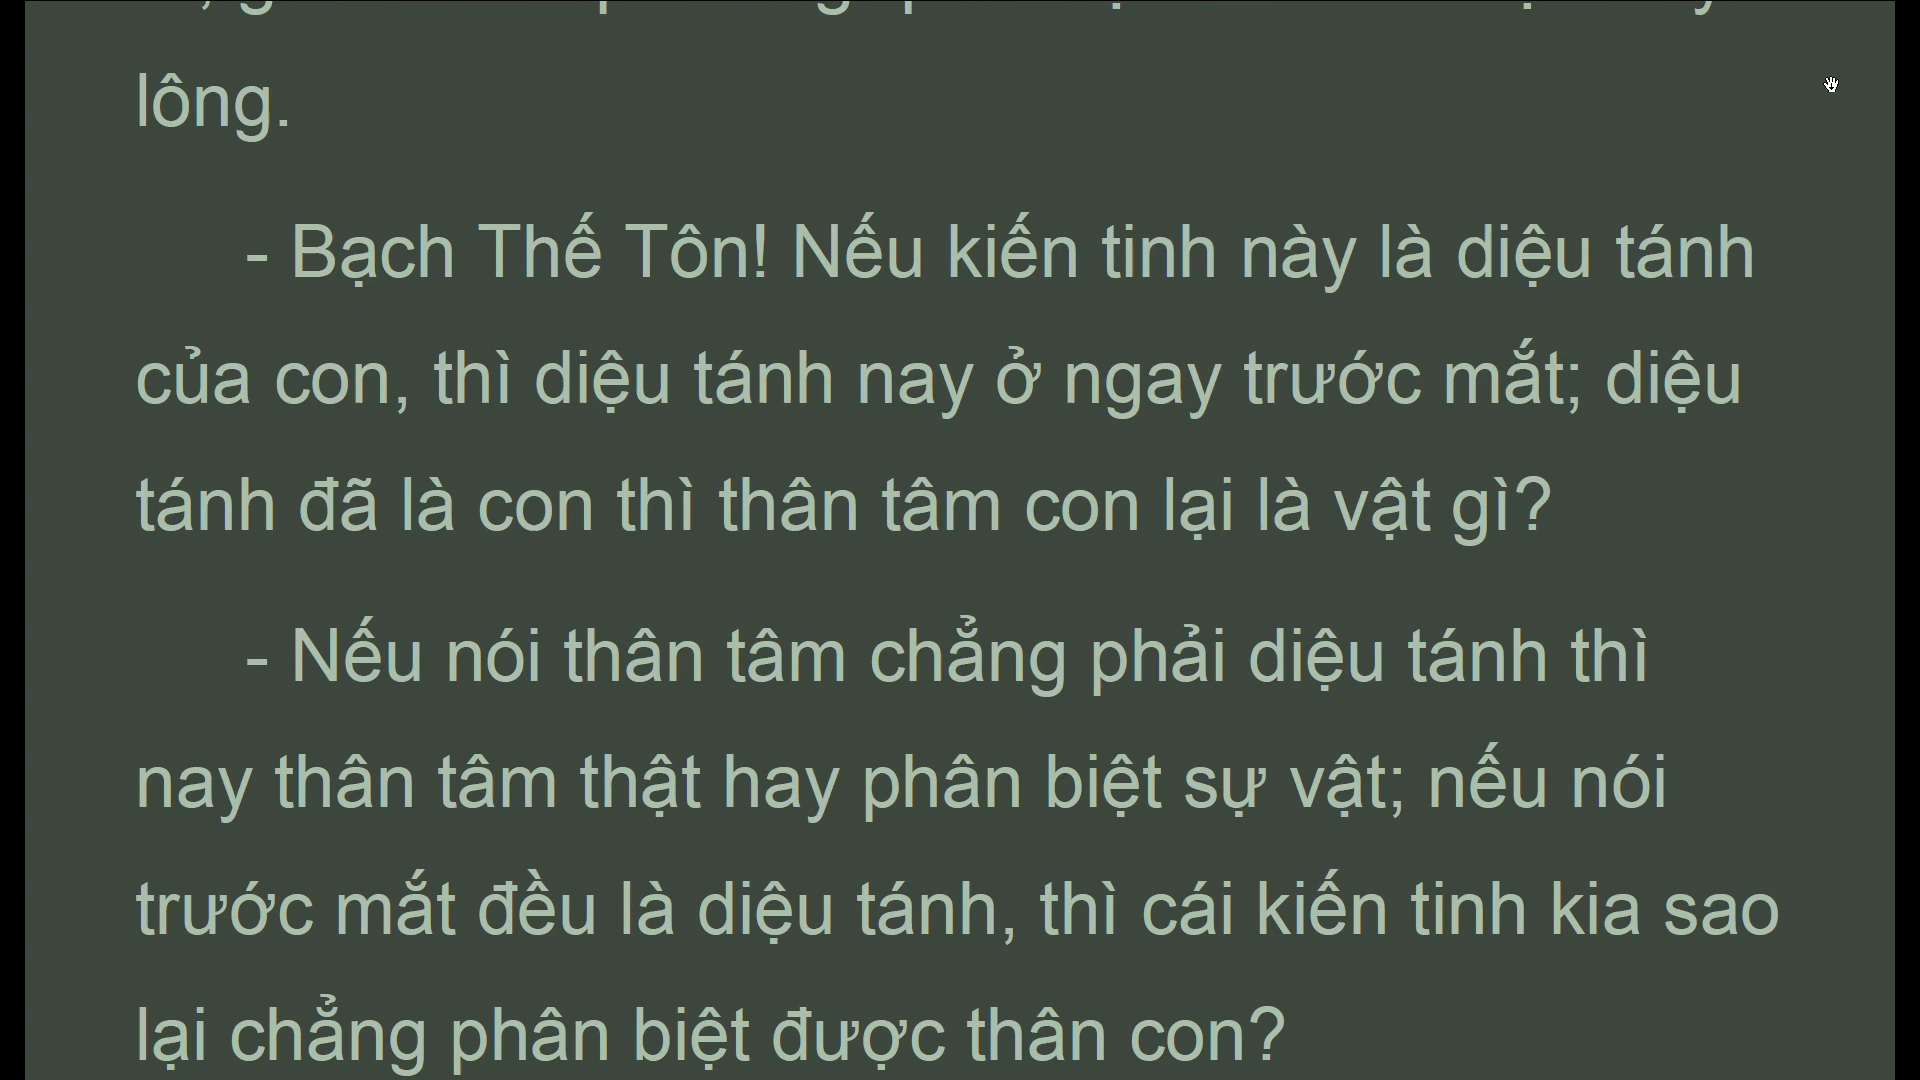 lông.
- Bạch Thế Tôn! Nếu kiến tinh này là diệu tánh
của con, thì diệu tánh nay ở ngay trước mắt; diệu
tánh đã là con thì thân tâm con lại là vật gì?
- Nếu nói thân tâm chẳng phải diệu tánh thì
nay thân tâm thật hay phân biệt sự vật; nếu nói
trước mắt đều là diệu tánh, thì cái kiến tinh kia sao
lại chẳng phân biệt được thân con?